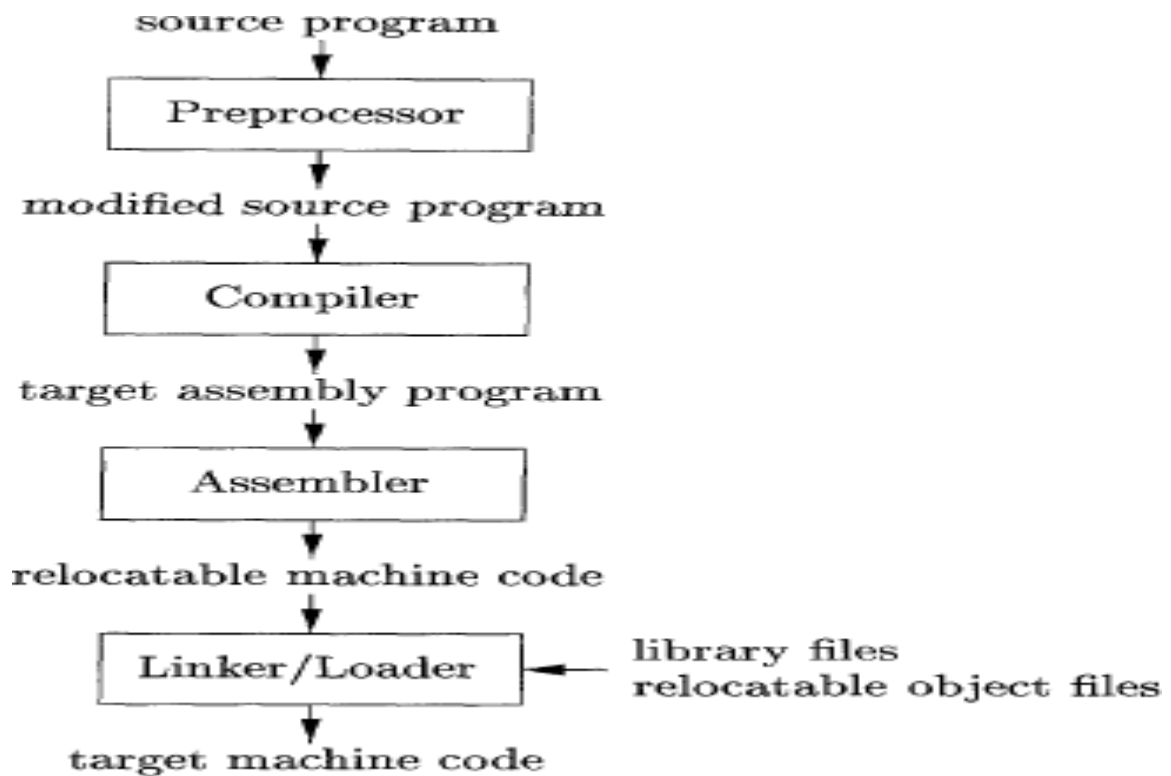 source program
Preprocessor
modified source program
Compiler
target assembly program
Assembler
relocatable machine code
Linker/Loader
library files
relocatable object files
target machine code